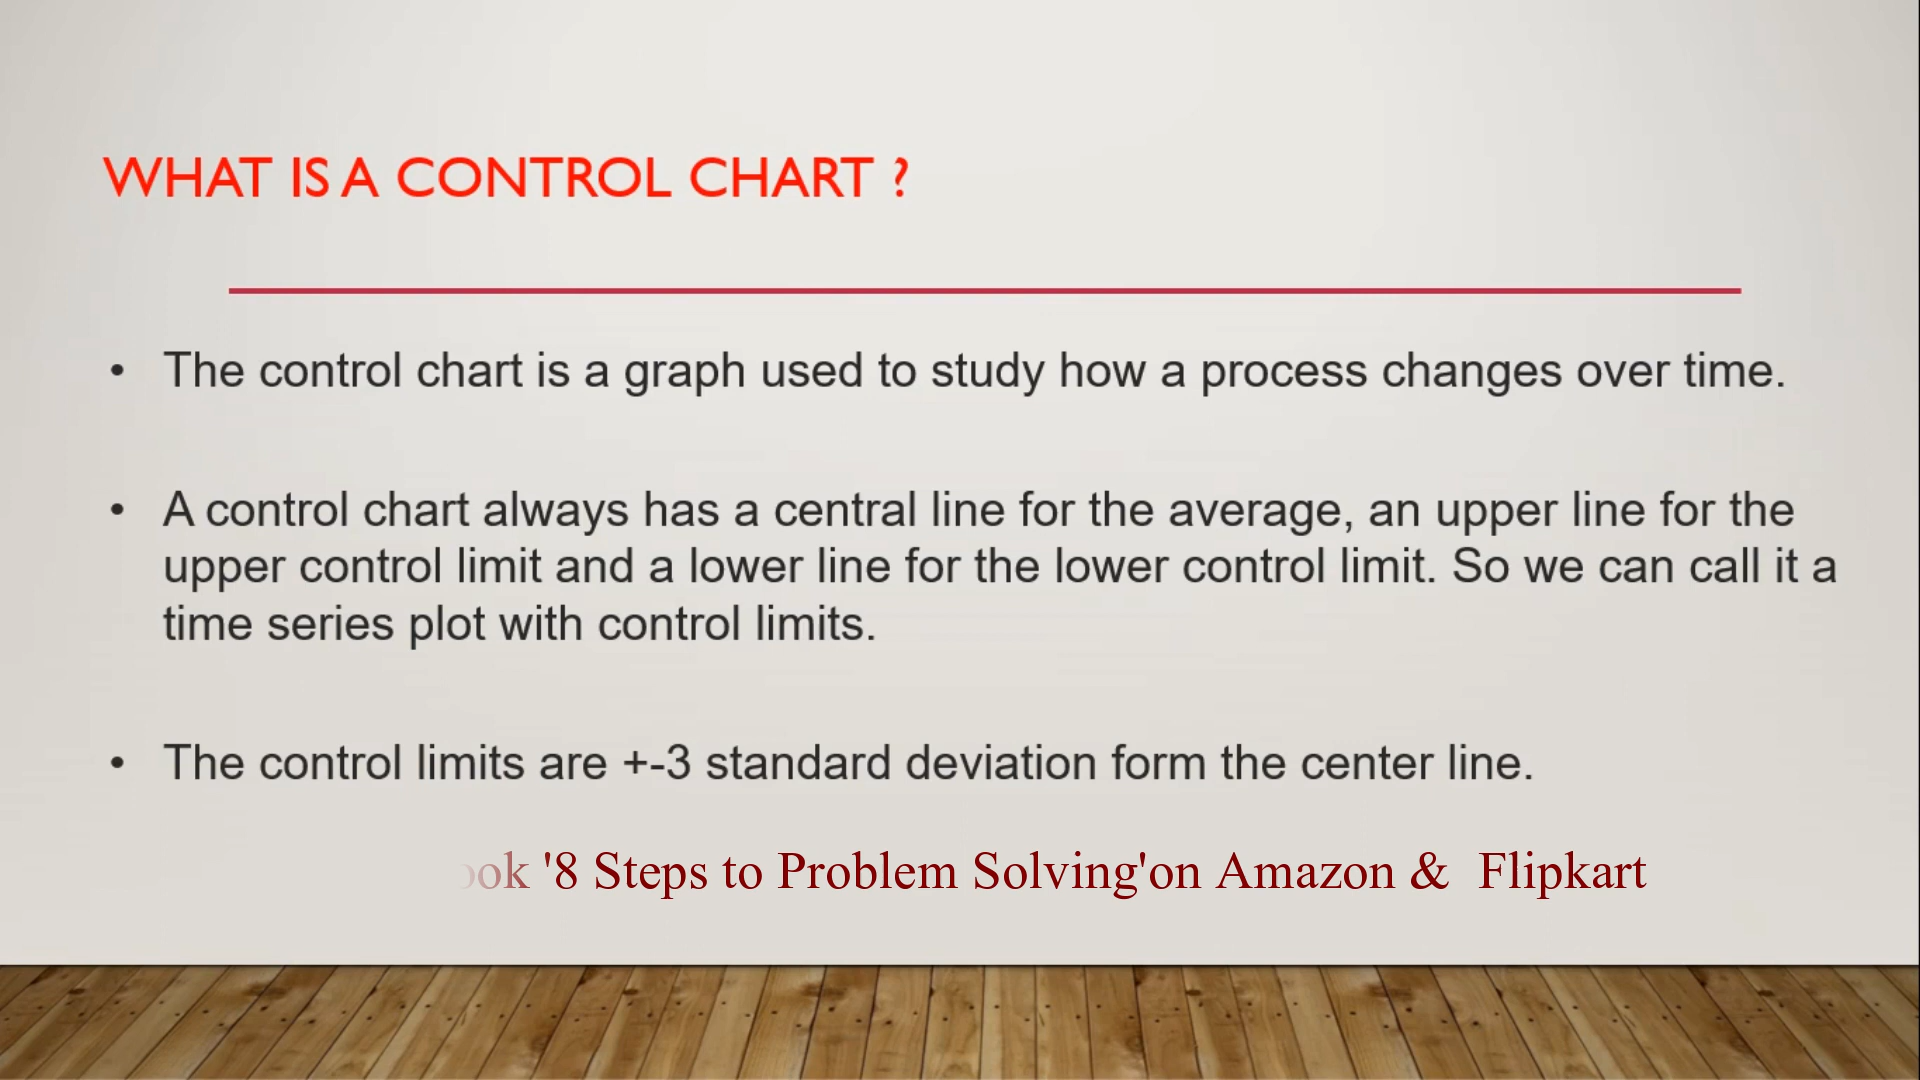 WHAT IS A CONTROL CHART ?
• The control chart is a graph used to study how a process changes over time.
• A control chart always has a central line for the average, an upper line for the
upper control limit and a lower line for the lower control limit. So we can call it a
time series plot with control limits.
• The control limits are +-3 standard deviation form the center line.
'8 Steps to Problem Solving'on Amazon & Flipkart